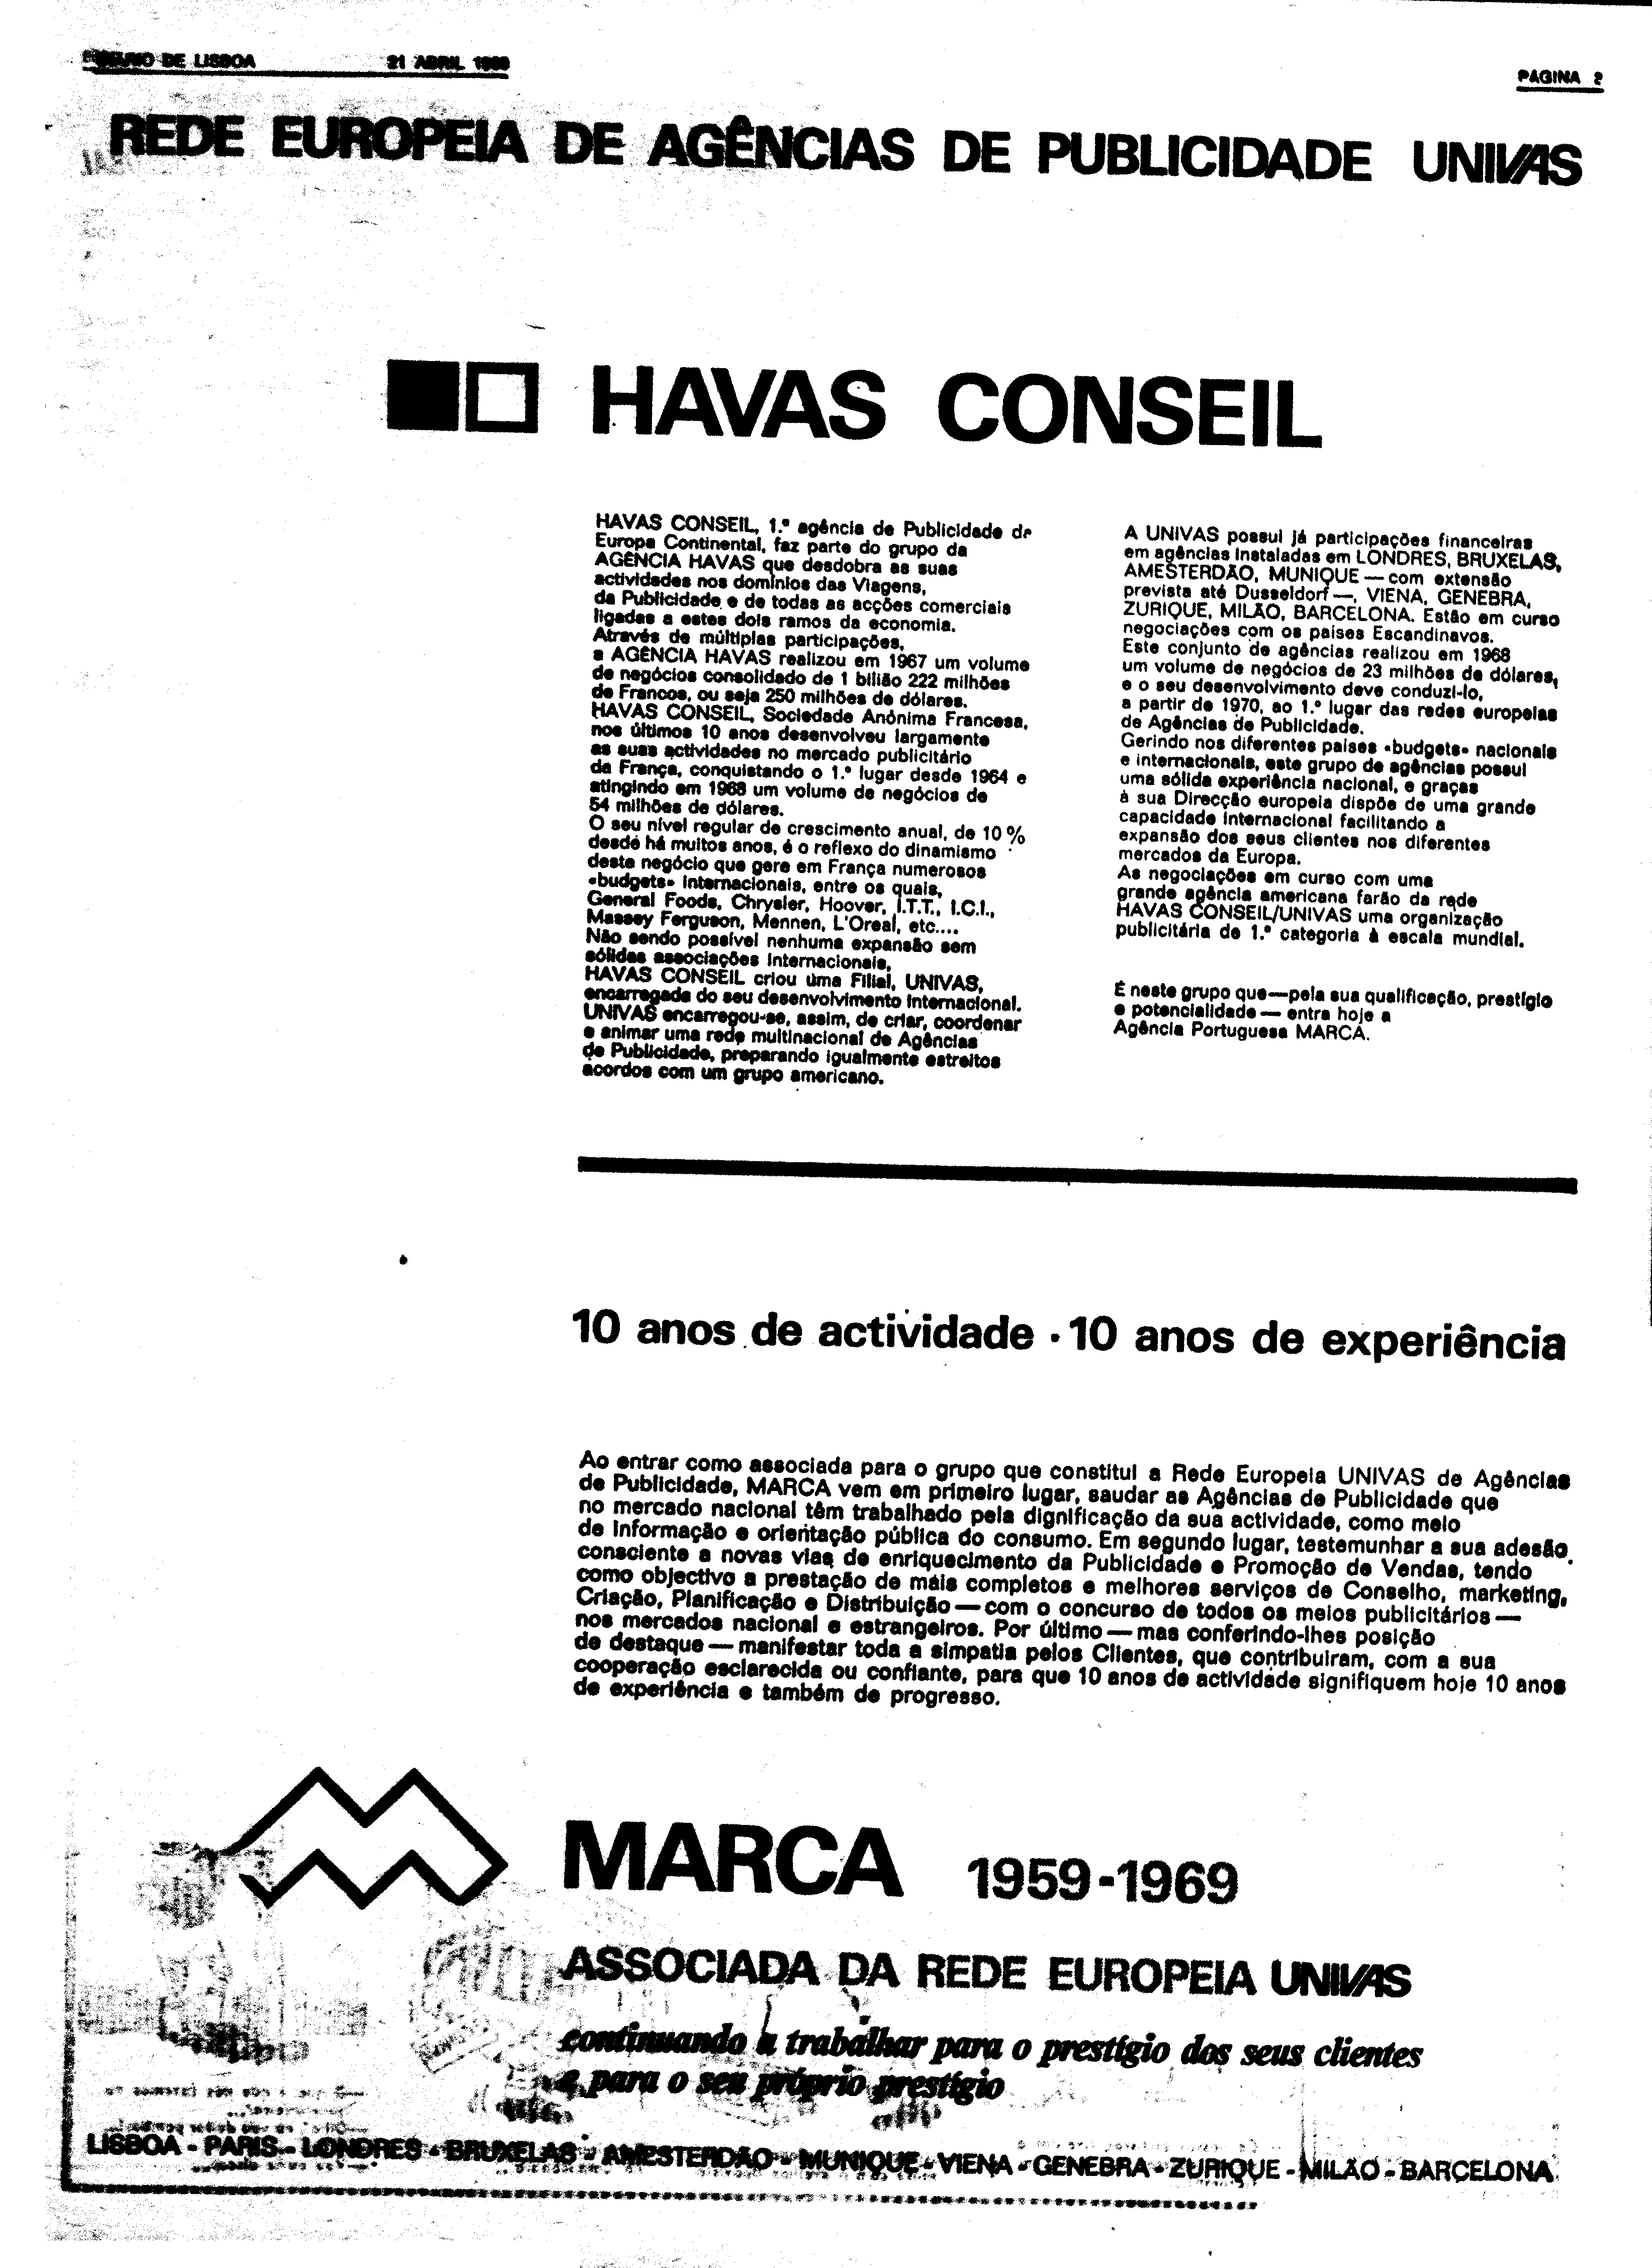 DIÁRIO DE LISBOA 21 ABRIL 1969
PÁGINA 2
REDE EUROPEIA DE AGÊNCIAS DE PUBLICIDADE UNIVAS
HAVAS CONSEIL
HAVAS CONSEIL, 1.ª agência de Publicidade da
Europa Continental, faz parte do grupo da
AGÊNCIA HAVAS que desdobra as suas
actividades nos domínios das Viagens,
da Publicidade e de todas as acções comerciais
ligadas a estes dois ramos da economia.
Através de múltiplas participações,
a AGÊNCIA HAVAS realizou em 1967 um volume
de negócios consolidado de 1 bilião 222 milhões
de Francos, ou seja 250 milhões de dólares.
HAVAS CONSEIL, Sociedade Anónima Francesa,
nos últimos 10 anos desenvolveu largamente
as suas actividades no mercado publicitário
da França, conquistando o 1.º lugar desde 1964 e
atingindo em 1968 um volume de negócios de
54 milhões de dólares.
O seu nível regular de crescimento anual, de 10 %
desde há muitos anos, é o reflexo do dinamismo
deste negócio que gere em França numerosos
«budgets» internacionais, entre os quais,
General Foods, Chrysler, Hoover, I.T.T., I.C.I.,
Massey Ferguson, Mennen, L'Oreal, etc....
Não sendo possível nenhuma expansão sem
sólidas associações Internacionais,
HAVAS CONSEIL criou uma Filial, UNIVAS,
encarregada do seu desenvolvimento Internacional.
UNIVAS encarregou-se, assim, de criar, coordenar
e animar uma rede multinacional de Agências
de Publicidade, preparando igualmente estreitos
acordos com um grupo americano.
A UNIVAS possui já participações financeiras
em agências instaladas em LONDRES, BRUXELAS,
AMESTERDÃO, MUNIQUE — com extensão
prevista até Dusseldorf —, VIENA, GENEBRA,
ZURIQUE, MILÃO, BARCELONA. Estão em curso
negociações com os países Escandinavos.
Este conjunto de agências realizou em 1968
um volume de negócios de 23 milhões de dólares,
e o seu desenvolvimento deve conduzi-lo,
a partir de 1970, ao 1.º lugar das redes europeias
de Agências de Publicidade.
Gerindo nos diferentes países «budgets» nacionais
e internacionais, este grupo de agências possui
uma sólida experiência nacional, e graças
à sua Direcção europeia dispõe de uma grande
capacidade internacional facilitando a
expansão dos seus clientes nos diferentes
mercados da Europa.
As negociações em curso com uma
grande agência americana farão da rede
HAVAS CONSEIL/UNIVAS uma organização
publicitária de 1.ª categoria à escala mundial.
É neste grupo que—pela sua qualificação, prestígio
e potencialidade — entra hoje a
Agência Portuguesa MARCA.
10 anos de actividade · 10 anos de experiência
Ao entrar como associada para o grupo que constitui a Rede Europeia UNIVAS de Agências
de Publicidade, MARCA vem em primeiro lugar, saudar as Agências de Publicidade que
no mercado nacional têm trabalhado pela dignificação da sua actividade, como meio
de informação e orientação pública do consumo. Em segundo lugar, testemunhar a sua adesão
consciente a novas vias de enriquecimento da Publicidade e Promoção de Vendas, tendo
como objectivo a prestação de mais completos e melhores serviços de Conselho, marketing,
Criação, Planificação e Distribuição — com o concurso de todos os meios publicitários —
nos mercados nacional e estrangeiros. Por último — mas conferindo-lhes posição
de destaque — manifestar toda a simpatia pelos Clientes, que contribuiram, com a sua
cooperação esclarecida ou confiante, para que 10 anos de actividade signifiquem hoje 10 anos
de experiência e também de progresso.
MARCA 1959-1969
ASSOCIADA DA REDE EUROPEIA UNIVAS
continuando a trabalhar para o prestígio dos seus clientes
e para o seu próprio prestígio
LISBOA - PARIS - LONDRES - BRUXELAS - AMESTERDÃO - MUNIQUE - VIENA - GENEBRA - ZURIQUE - MILÃO - BARCELONA